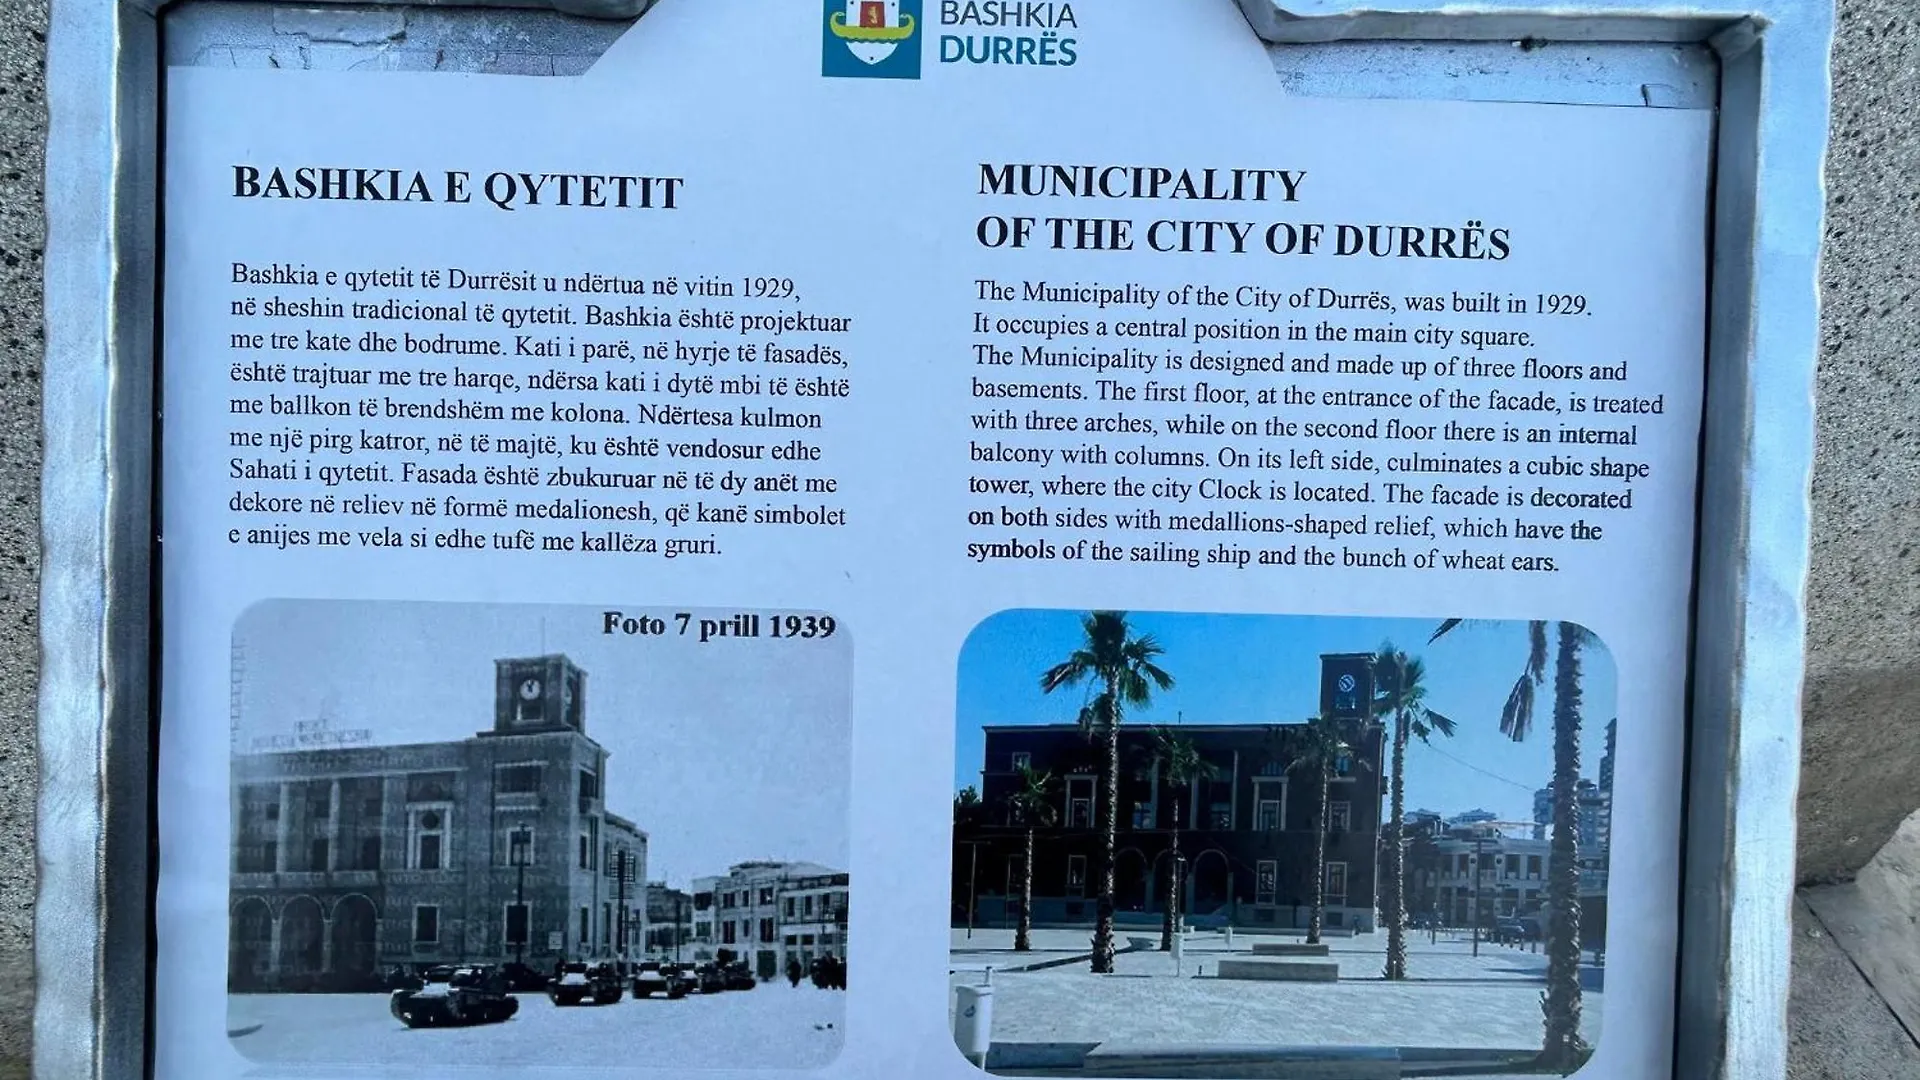 BASHKIA
DURRËS
BASHKIA E QYTETIT
Bashkia e qytetit të Durrësit u ndërtua në vitin 1929,
në sheshin tradicional të qytetit. Bashkia është projektuar
me tre kate dhe bodrume. Kati i parë, në hyrje të fasadës,
është trajtuar me tre harqe, ndërsa kati i dytë mbi të është
me ballkon të brendshëm me kolona. Ndërtesa kulmon
me një pirg katror, në të majtë, ku është vendosur edhe
Sahati i qytetit. Fasada është zbukuruar në të dy anët me
dekore në reliev në formë medalionesh, që kanë simbolet
e anijes me vela si edhe tufë me kallëza gruri.
MUNICIPALITY
OF THE CITY OF DURRËS
The Municipality of the City of Durrës, was built in 1929.
It occupies a central position in the main city square.
The Municipality is designed and made up of three floors and
basements. The first floor, at the entrance of the facade, is treated
with three arches, while on the second floor there is an internal
balcony with columns. On its left side, culminates a cubic shape
tower, where the city Clock is located. The facade is decorated
on both sides with medallions-shaped relief, which have the
symbols of the sailing ship and the bunch of wheat ears.
Foto 7 prill 1939